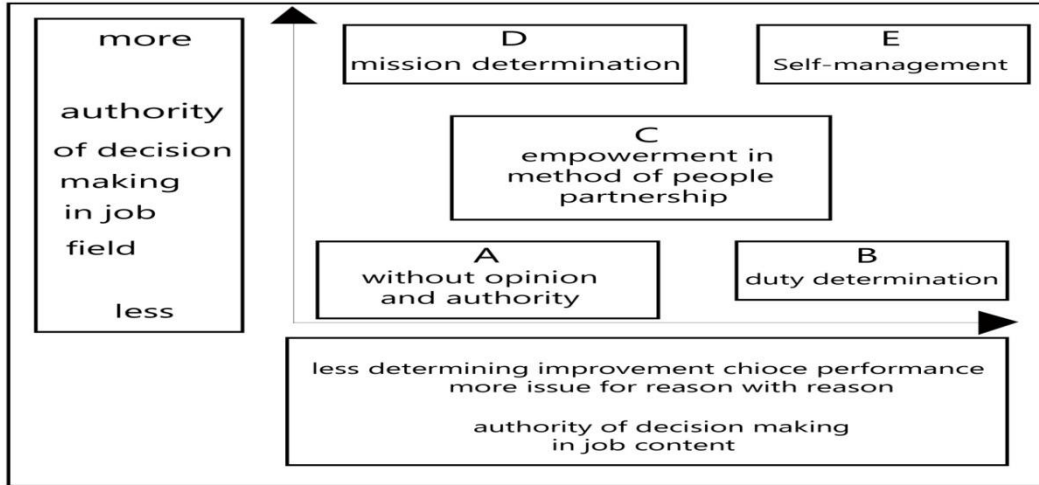 more
authority
of decision
making
in job
field
less
D
mission determination
E
Self-management
C
empowerment in
method of people
partnership
A
without opinion
and authority
B
duty determination
less determining improvement chioce performance
more issue for reason with reason
authority of decision making
in job content